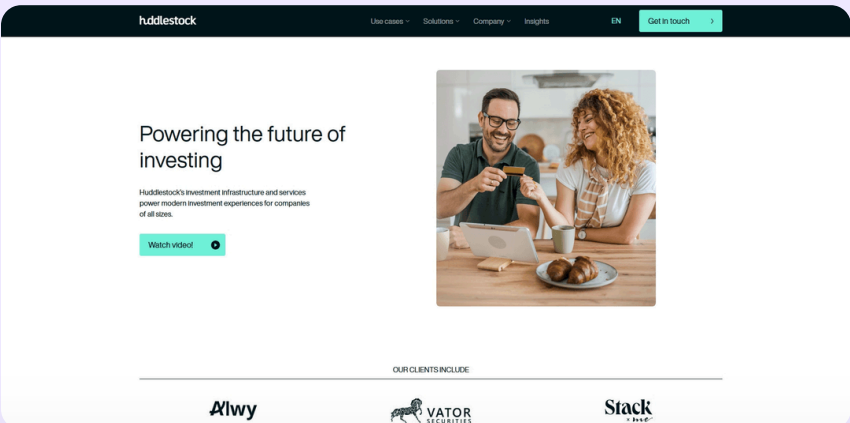 huddlestock
Use cases
Solutions
Company
Insights
EN
Get in touch
Powering the future of
investing
Huddlestock's investment infrastructure and services
power modern investment experiences for companies
of all sizes.
Watch video!
OUR CLIENTS INCLUDE
Alwy
VATOR
SECURITIES
Stack
by me